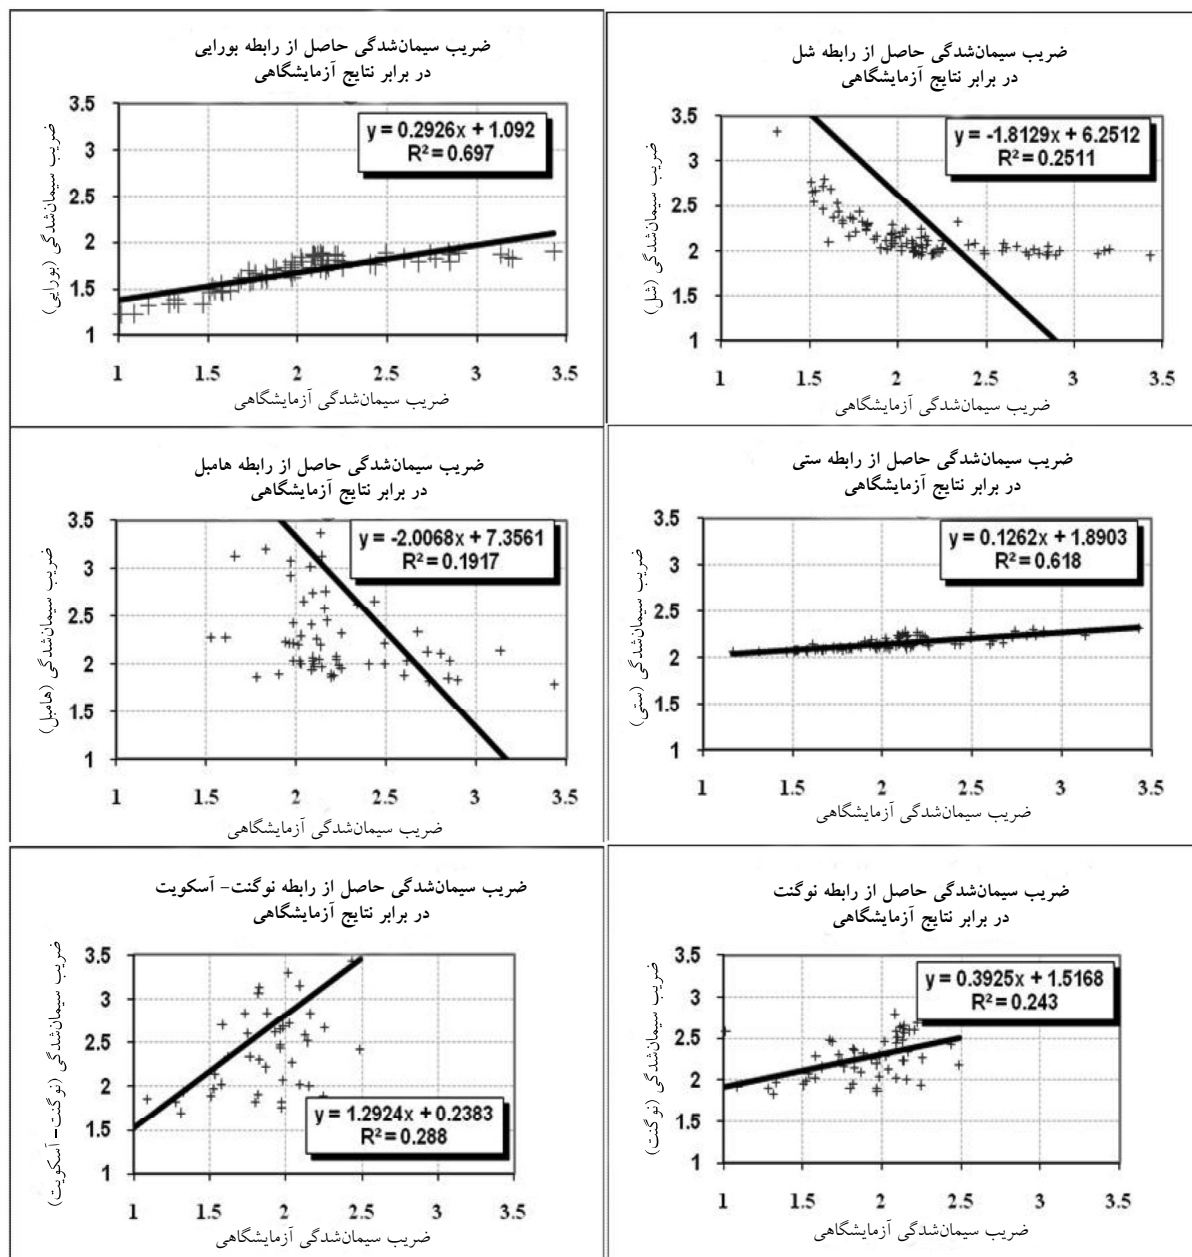 ضریب سیمان‌شدگی حاصل از رابطه شل
در برابر نتایج آزمایشگاهی
ضریب سیمان‌شدگی (شل)
3.5
3
2.5
2
1.5
1
y = -1.8129x + 6.2512
R² = 0.2511
1 1.5 2 2.5 3 3.5
ضریب سیمان‌شدگی آزمایشگاهی
ضریب سیمان‌شدگی حاصل از رابطه بورایی
در برابر نتایج آزمایشگاهی
ضریب سیمان‌شدگی (بورایی)
3.5
3
2.5
2
1.5
1
y = 0.2926x + 1.092
R² = 0.697
1 1.5 2 2.5 3 3.5
ضریب سیمان‌شدگی آزمایشگاهی
ضریب سیمان‌شدگی حاصل از رابطه ستی
در برابر نتایج آزمایشگاهی
ضریب سیمان‌شدگی (ستی)
3.5
3
2.5
2
1.5
1
y = 0.1262x + 1.8903
R² = 0.618
1 1.5 2 2.5 3 3.5
ضریب سیمان‌شدگی آزمایشگاهی
ضریب سیمان‌شدگی حاصل از رابطه هامبل
در برابر نتایج آزمایشگاهی
ضریب سیمان‌شدگی (هامبل)
3.5
3
2.5
2
1.5
1
y = -2.0068x + 7.3561
R² = 0.1917
1 1.5 2 2.5 3 3.5
ضریب سیمان‌شدگی آزمایشگاهی
ضریب سیمان‌شدگی حاصل از رابطه نوگنت
در برابر نتایج آزمایشگاهی
ضریب سیمان‌شدگی (نوگنت)
3.5
3
2.5
2
1.5
1
y = 0.3925x + 1.5168
R² = 0.243
1 1.5 2 2.5 3 3.5
ضریب سیمان‌شدگی آزمایشگاهی
ضریب سیمان‌شدگی حاصل از رابطه نوگنت- آسکویت
در برابر نتایج آزمایشگاهی
ضریب سیمان‌شدگی (نوگنت- آسکویت)
3.5
3
2.5
2
1.5
1
y = 1.2924x + 0.2383
R² = 0.288
1 1.5 2 2.5 3 3.5
ضریب سیمان‌شدگی آزمایشگاهی